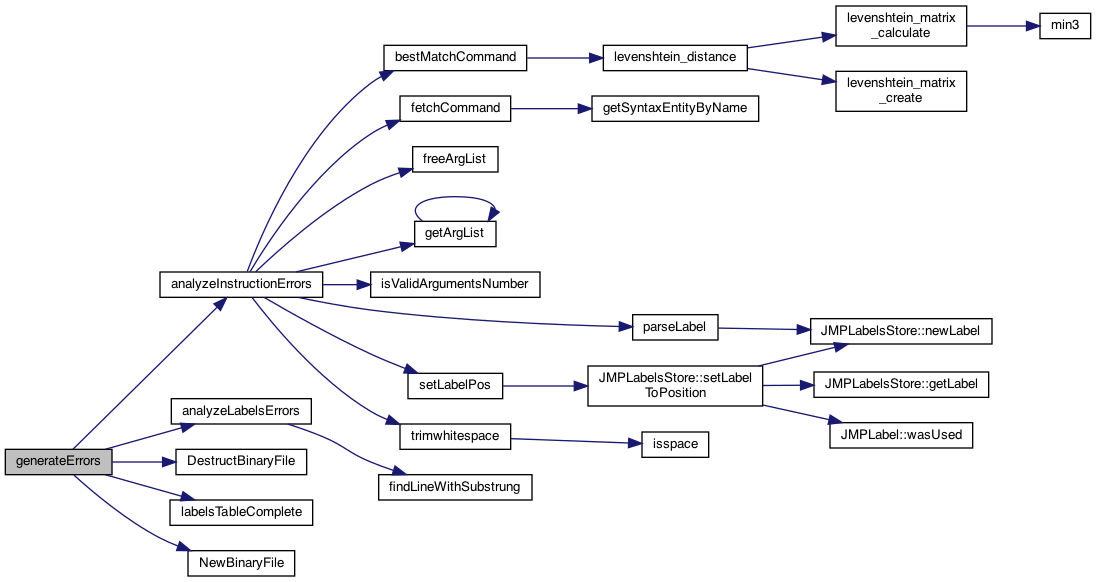 generateErrors
analyzeInstructionErrors
analyzeLabelsErrors
DestructBinaryFile
labelsTableComplete
NewBinaryFile
bestMatchCommand
fetchCommand
freeArgList
getArgList
isValidArgumentsNumber
parseLabel
setLabelPos
trimwhitespace
findLineWithSubstrung
levenshtein_distance
getSyntaxEntityByName
JMPLabelsStore::setLabel
ToPosition
isspace
levenshtein_matrix
_calculate
levenshtein_matrix
_create
JMPLabelsStore::newLabel
JMPLabelsStore::getLabel
JMPLabel::wasUsed
min3